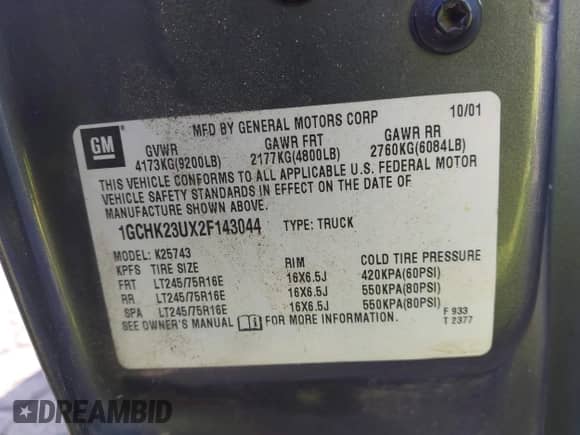 GM
MFD BY GENERAL MOTORS CORP 10/01
GVWR GAWR FRT GAWR RR
4173KG(9200LB) 2177KG(4800LB) 2760KG(6084LB)
THIS VEHICLE CONFORMS TO ALL APPLICABLE U.S. FEDERAL MOTOR
VEHICLE SAFETY STANDARDS IN EFFECT ON THE DATE OF
MANUFACTURE SHOWN ABOVE.
1GCHK23UX2F143044 TYPE: TRUCK
MODEL: K25743
KPFS TIRE SIZE RIM COLD TIRE PRESSURE
FRT LT245/75R16E 16X6.5J 420KPA(60PSI)
RR LT245/75R16E 16X6.5J 550KPA(80PSI)
SPA LT245/75R16E 16X6.5J 550KPA(80PSI)
SEE OWNER'S MANUAL FOR MORE INFORMATION. F 933
T 2377
DREAMBID